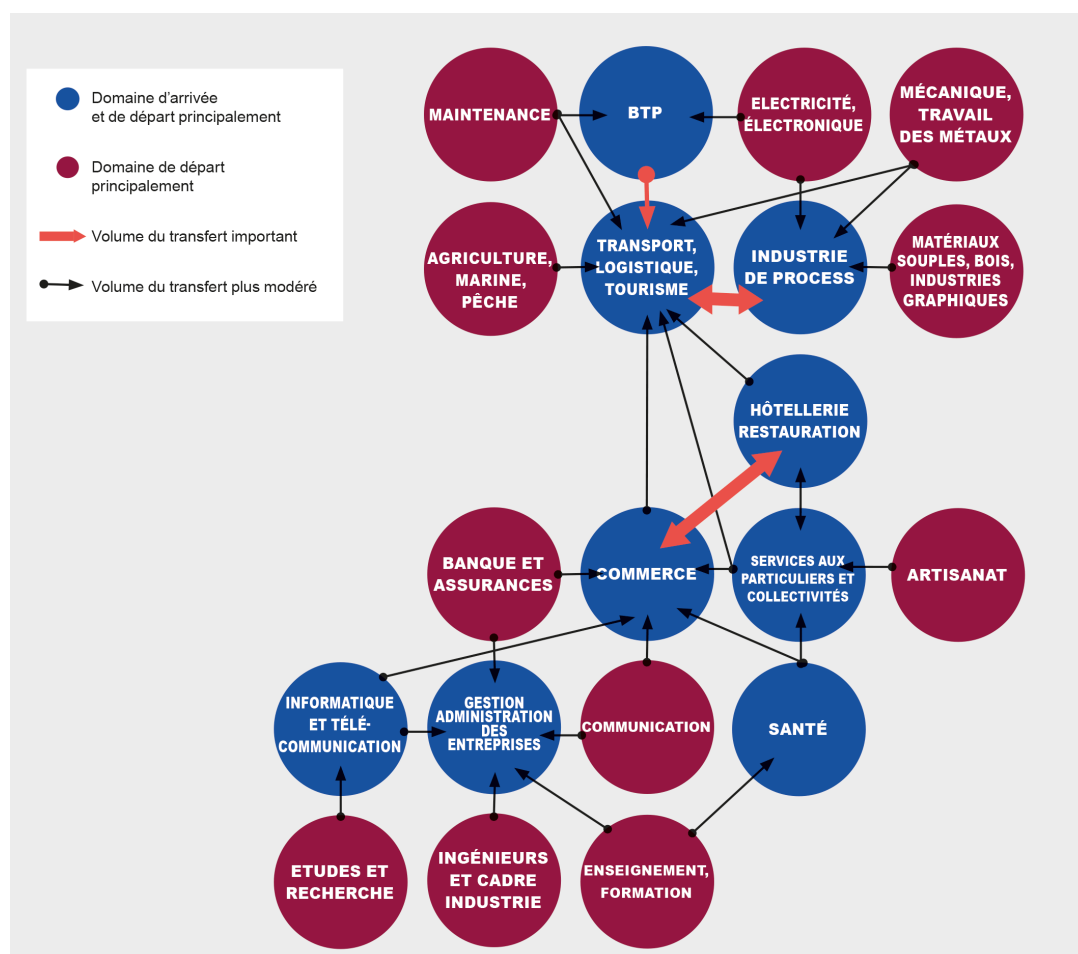 Domaine d'arrivée
et de départ principalement
Domaine de départ
principalement
Volume du transfert important
Volume du transfert plus modéré
MAINTENANCE
BTP
ELECTRICITÉ,
ÉLECTRONIQUE
MÉCANIQUE,
TRAVAIL
DES MÉTAUX
AGRICULTURE,
MARINE,
PÊCHE
TRANSPORT,
LOGISTIQUE,
TOURISME
INDUSTRIE
DE PROCESS
MATÉRIAUX
SOUPLES, BOIS,
INDUSTRIES
GRAPHIQUES
HÔTELLERIE
RESTAURATION
BANQUE ET
ASSURANCES
COMMERCE
SERVICES AUX
PARTICULIERS ET
COLLECTIVITÉS
ARTISANAT
INFORMATIQUE
ET TÉLÉ-
COMMUNICATION
GESTION
ADMINISTRATION
DES
ENTREPRISES
COMMUNICATION
SANTÉ
ETUDES ET
RECHERCHE
INGÉNIEURS
ET CADRE
INDUSTRIE
ENSEIGNEMENT,
FORMATION